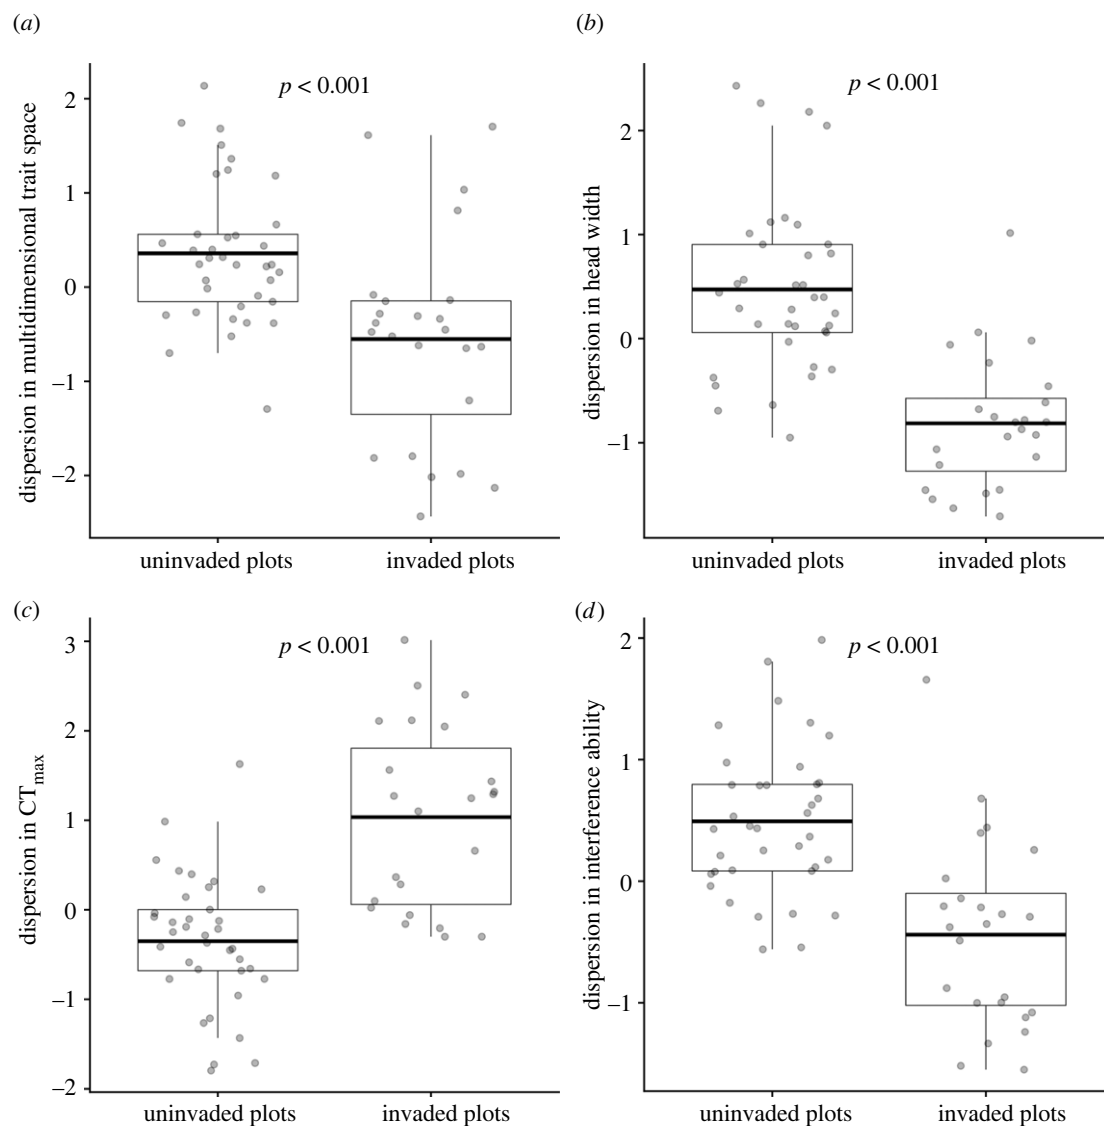 (a)
p < 0.001
dispersion in multidimensional trait space
2
1
0
−1
−2
uninvaded plots
invaded plots
(b)
p < 0.001
dispersion in head width
2
1
0
−1
uninvaded plots
invaded plots
(c)
p < 0.001
dispersion in CTmax
3
2
1
0
−1
−2
uninvaded plots
invaded plots
(d)
p < 0.001
dispersion in interference ability
2
1
0
−1
uninvaded plots
invaded plots